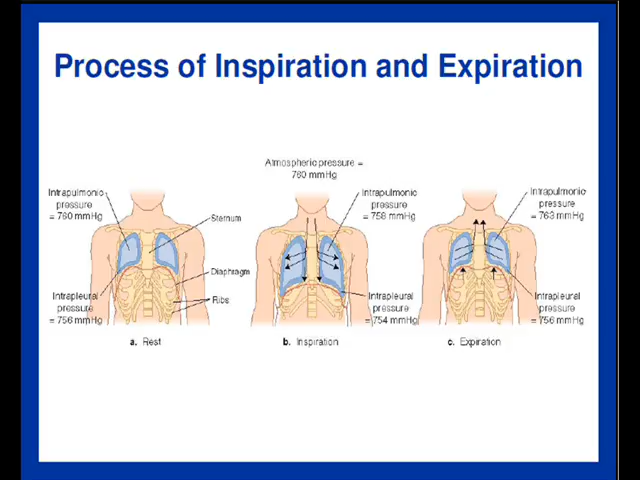 Process of Inspiration and Expiration
Atmospheric pressure =
760 mmHg
Intrapulmonic
pressure
= 760 mmHg
Sternum
Diaphragm
Ribs
Intrapleural
pressure
= 756 mmHg
a. Rest
Intrapulmonic
pressure
= 758 mmHg
Intrapleural
pressure
= 754 mmHg
b. Inspiration
Intrapulmonic
pressure
= 763 mmHg
Intrapleural
pressure
= 756 mmHg
c. Expiration